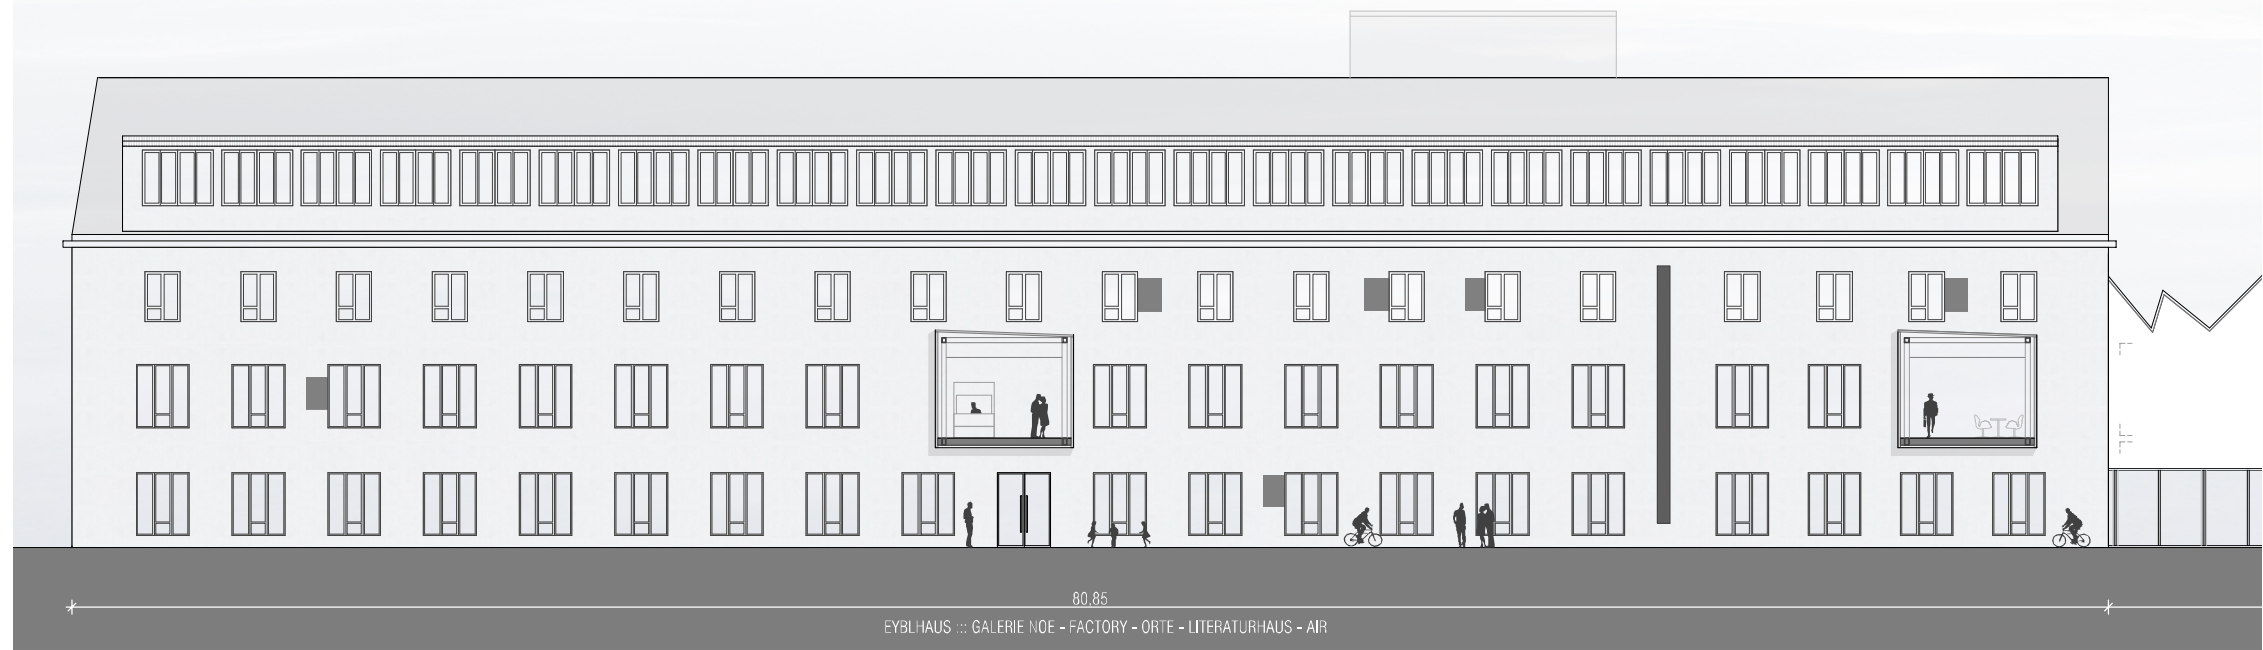 80,85
EYBLHAUS ::: GALERIE NOE - FACTORY - ORTE - LITERATURHAUS - AIR